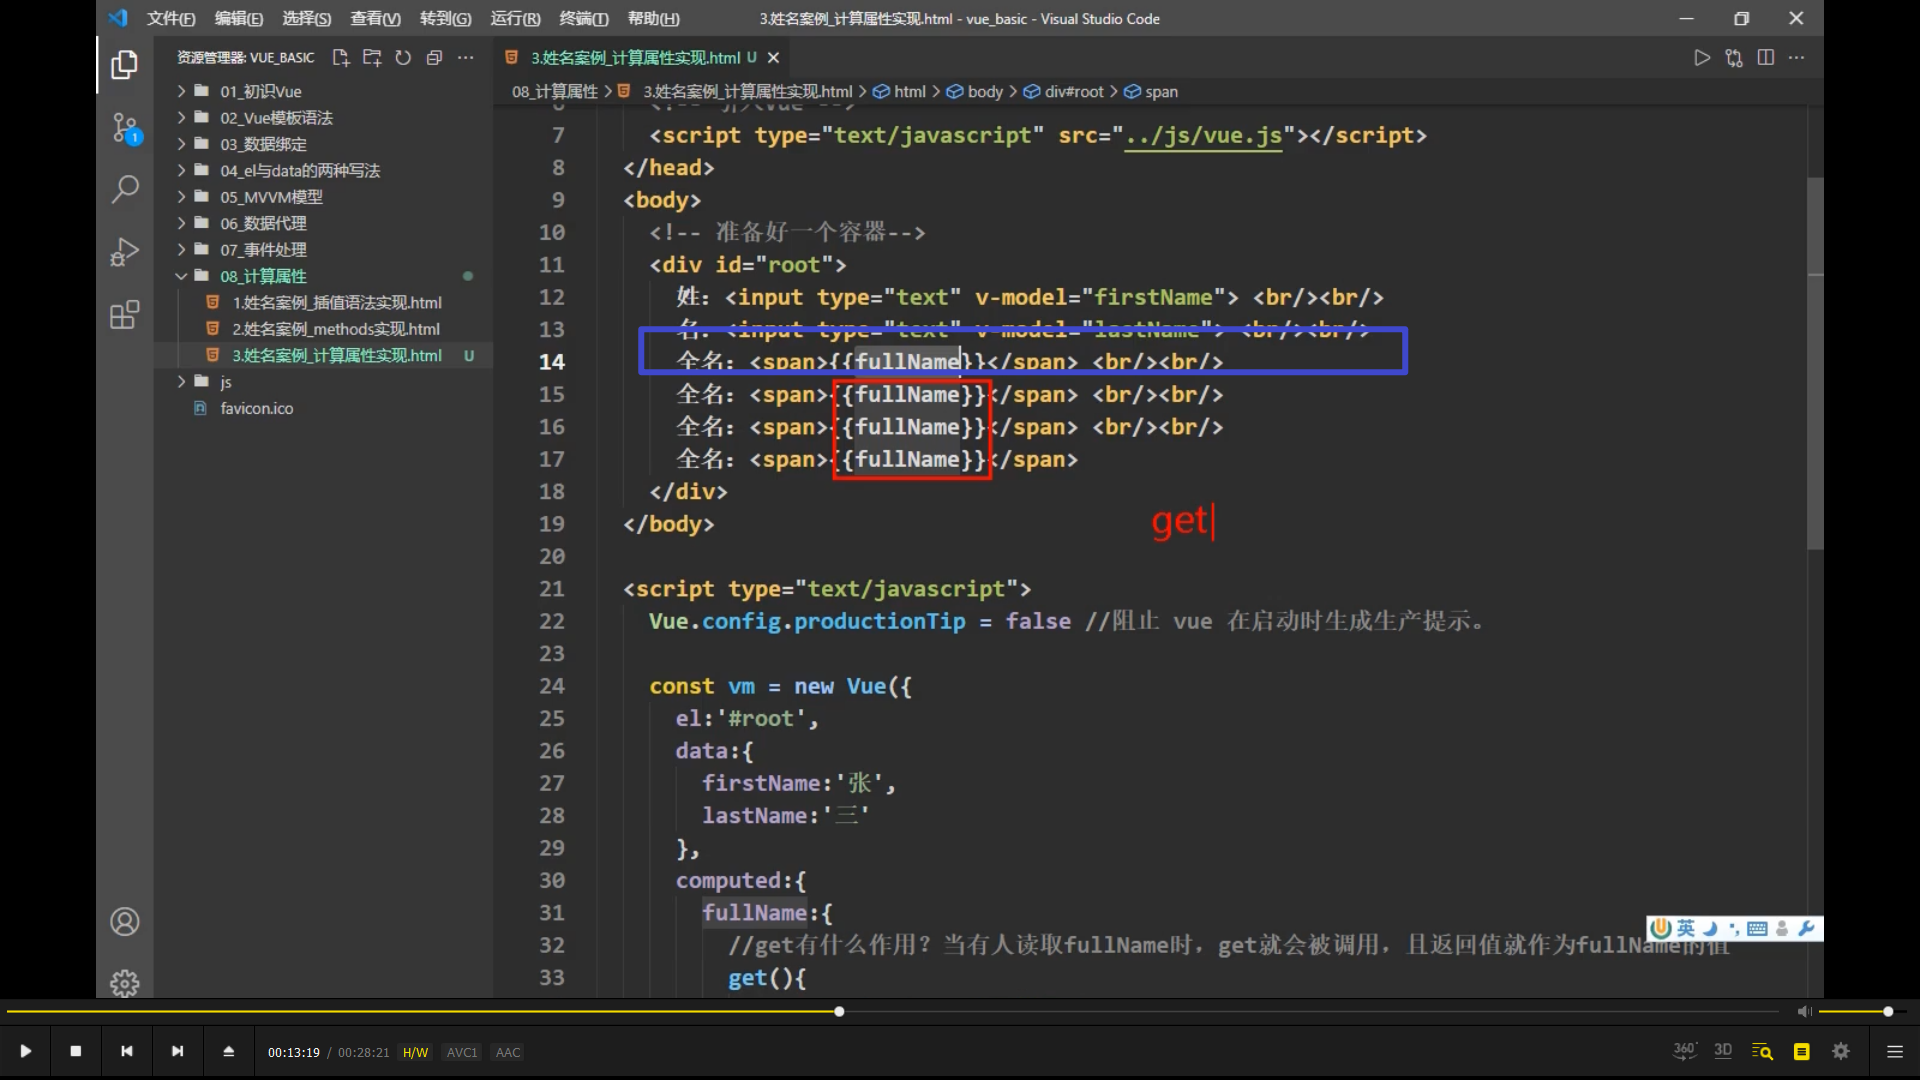 文件(F) 编辑(E) 选择(S) 查看(V) 转到(G) 运行(R) 终端(T) 帮助(H) 3.姓名案例_计算属性实现.html - vue_basic - Visual Studio Code
资源管理器: VUE_BASIC
01_初识Vue
02_Vue模板语法
03_数据绑定
04_el与data的两种写法
05_MVVM模型
06_数据代理
07_事件处理
08_计算属性
1.姓名案例_插值语法实现.html
2.姓名案例_methods实现.html
3.姓名案例_计算属性实现.html U
js
favicon.ico
1
3.姓名案例_计算属性实现.html U
08_计算属性 > 3.姓名案例_计算属性实现.html > html > body > div#root > span
6 <!-- 引入Vue -->
7 <script type="text/javascript" src="../js/vue.js"></script>
8 </head>
9 <body>
10 <!-- 准备好一个容器-->
11 <div id="root">
12 姓：<input type="text" v-model="firstName"> <br/><br/>
13 名：<input type="text" v-model="lastName"> <br/><br/>
14 全名：<span>{{fullName}}</span> <br/><br/>
15 全名：<span>{{fullName}}</span> <br/><br/>
16 全名：<span>{{fullName}}</span> <br/><br/>
17 全名：<span>{{fullName}}</span>
18 </div>
19 </body>
get
20
21 <script type="text/javascript">
22 Vue.config.productionTip = false //阻止 vue 在启动时生成生产提示。
23
24 const vm = new Vue({
25 el:'#root',
26 data:{
27 firstName:'张',
28 lastName:'三'
29 },
30 computed:{
31 fullName:{
32 //get有什么作用？当有人读取fullName时，get就会被调用，且返回值就作为fullName的值
33 get(){
英
00:13:19 / 00:28:21 H/W AVC1 AAC
360° 3D